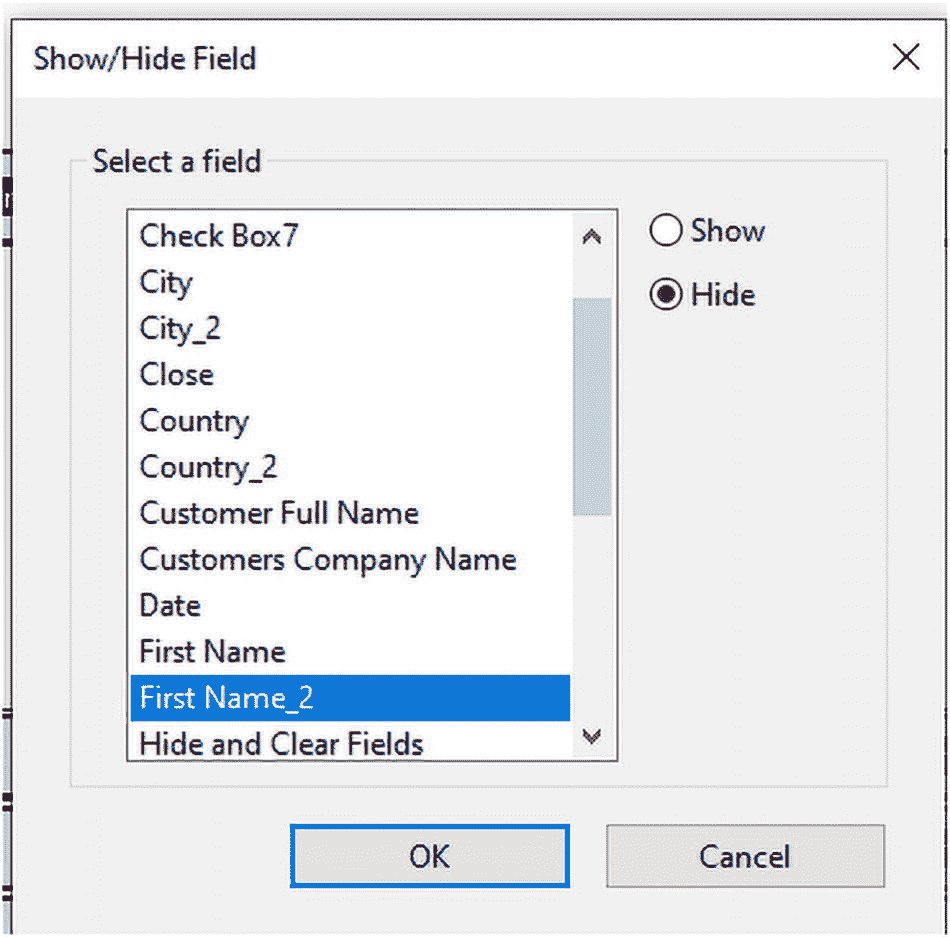 Show/Hide Field
Select a field
Check Box7
City
City_2
Close
Country
Country_2
Customer Full Name
Customers Company Name
Date
First Name
First Name_2
Hide and Clear Fields
Show
Hide
OK
Cancel